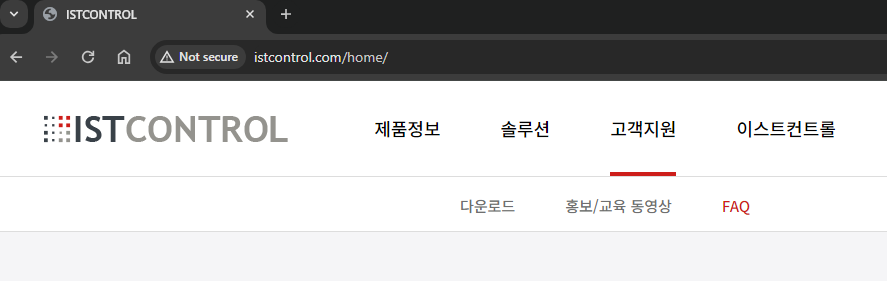 ISTCONTROL
Not secure istcontrol.com/home/
ISTCONTROL 제품정보 솔루션 고객지원 이스트컨트롤
다운로드 홍보/교육 동영상 FAQ